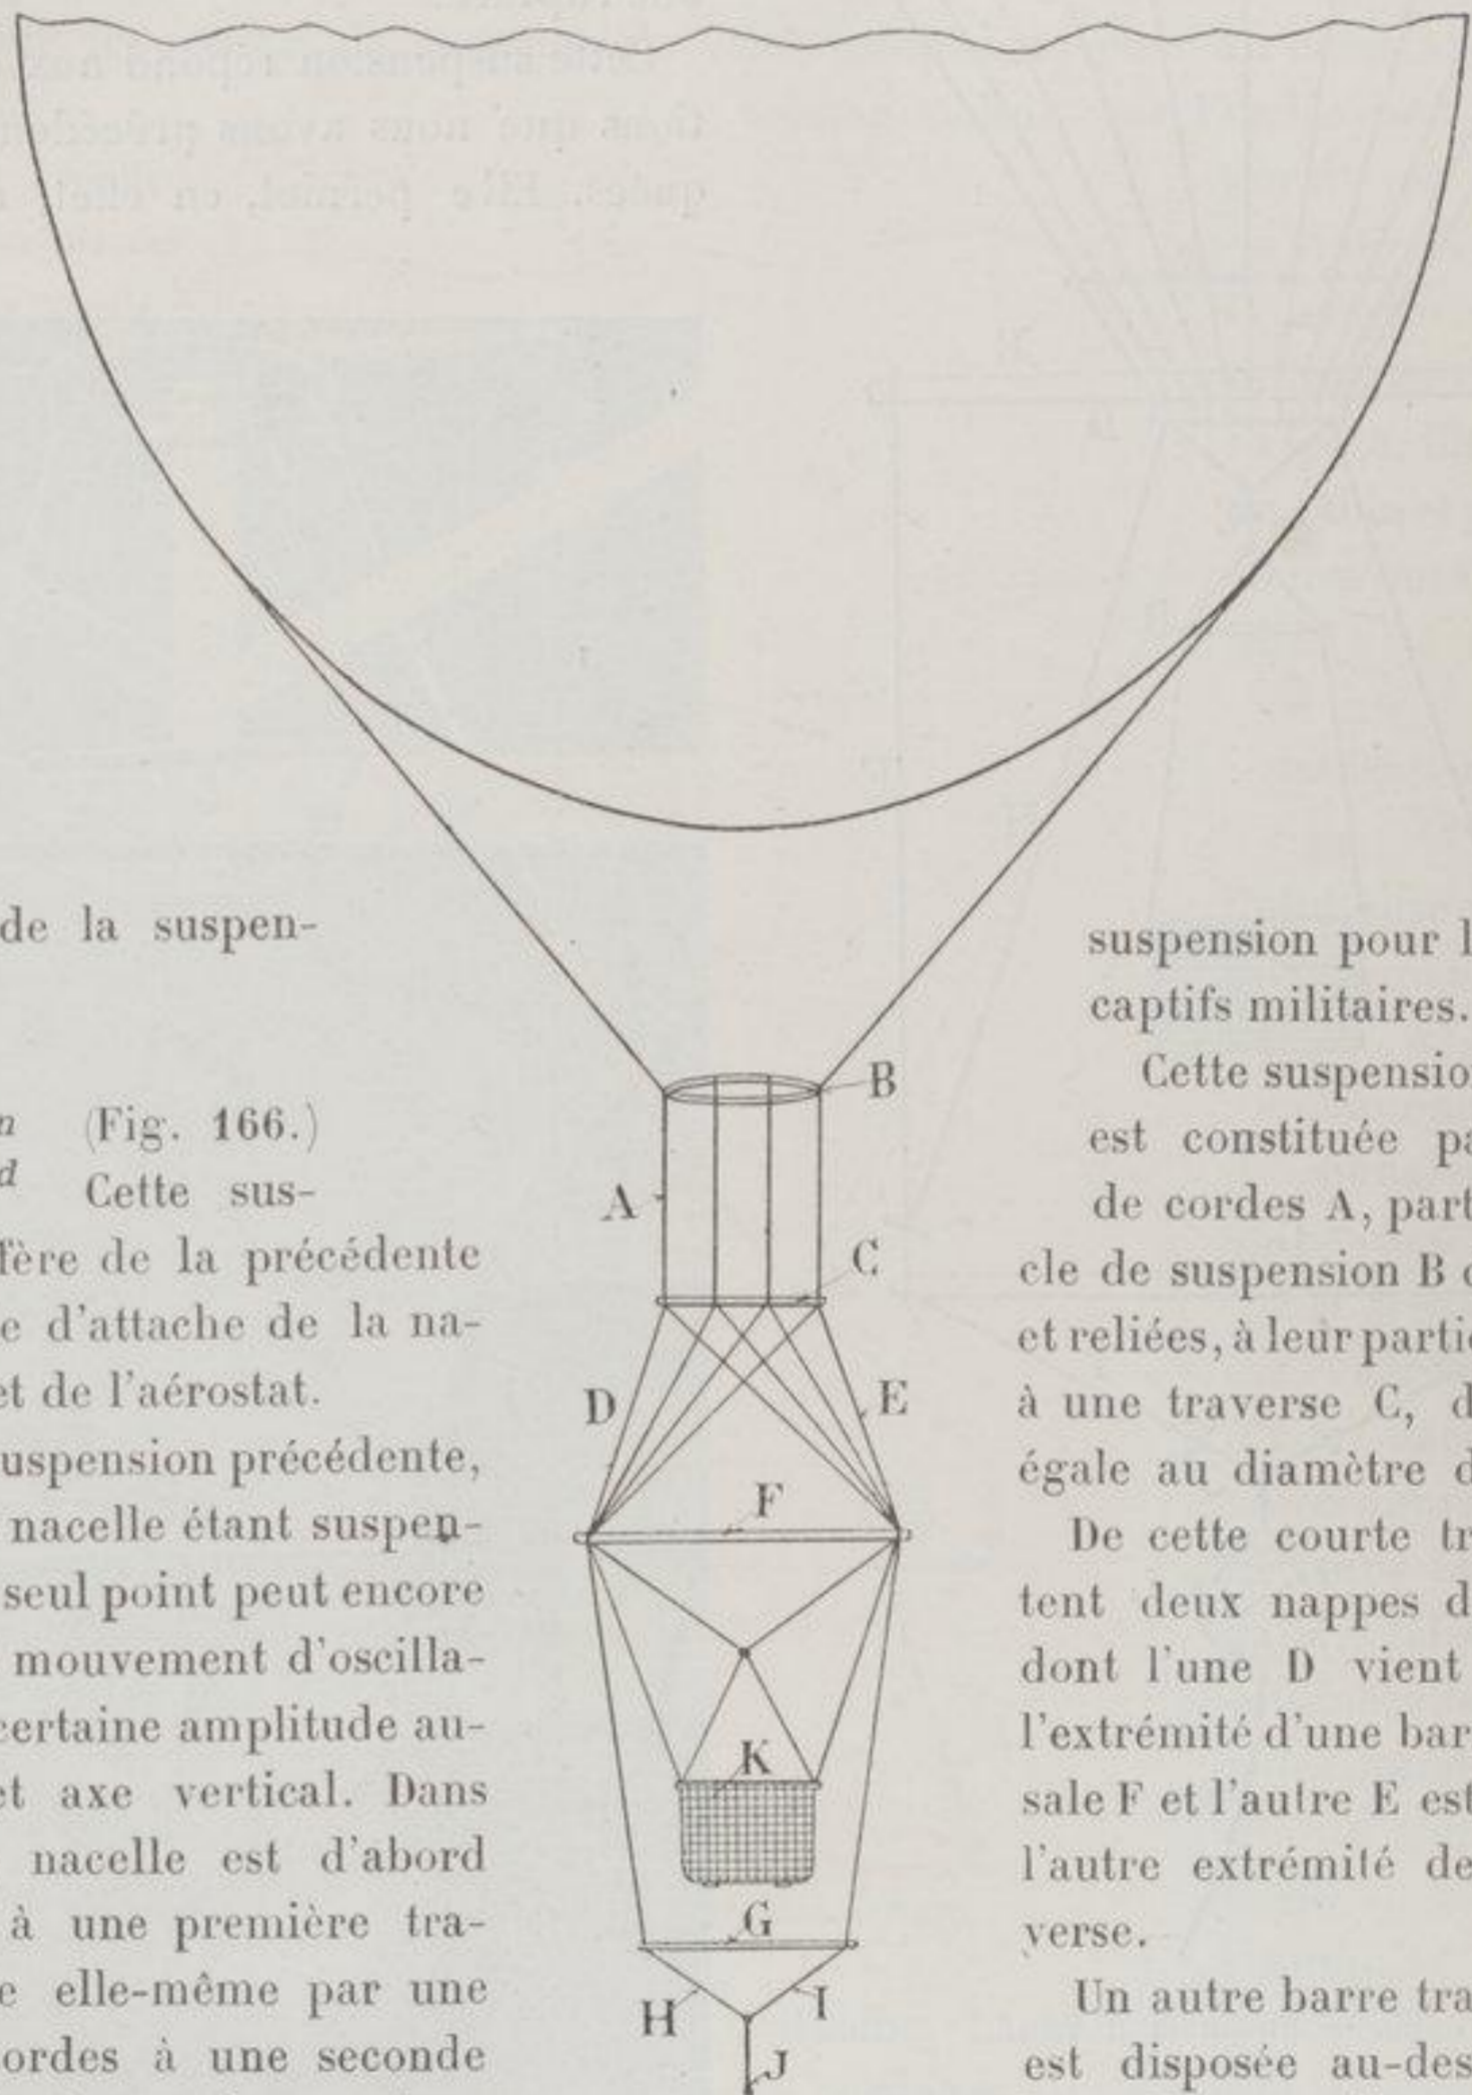 de la suspen-
n (Fig. 166.)
d Cette sus-
fère de la précédente
e d'attache de la na-
et de l'aérostat.
uspension précédente,
nacelle étant suspen-
seul point peut encore
mouvement d'oscilla-
certaine amplitude au-
et axe vertical. Dans
nacelle est d'abord
à une première tra-
e elle-même par une
ordes à une seconde
B
A
C
D
E
F
K
G
H
I
J
suspension pour l
captifs militaires.
Cette suspensio
est constituée pa
de cordes A, part
cle de suspension B d
et reliées, à leur partie
à une traverse C, d
égale au diamètre d
De cette courte tr
tent deux nappes d
dont l'une D vient
l'extrémité d'une bar
sale F et l'autre E est
l'autre extrémité de
verse.
Un autre barre tra
est disposée au-des